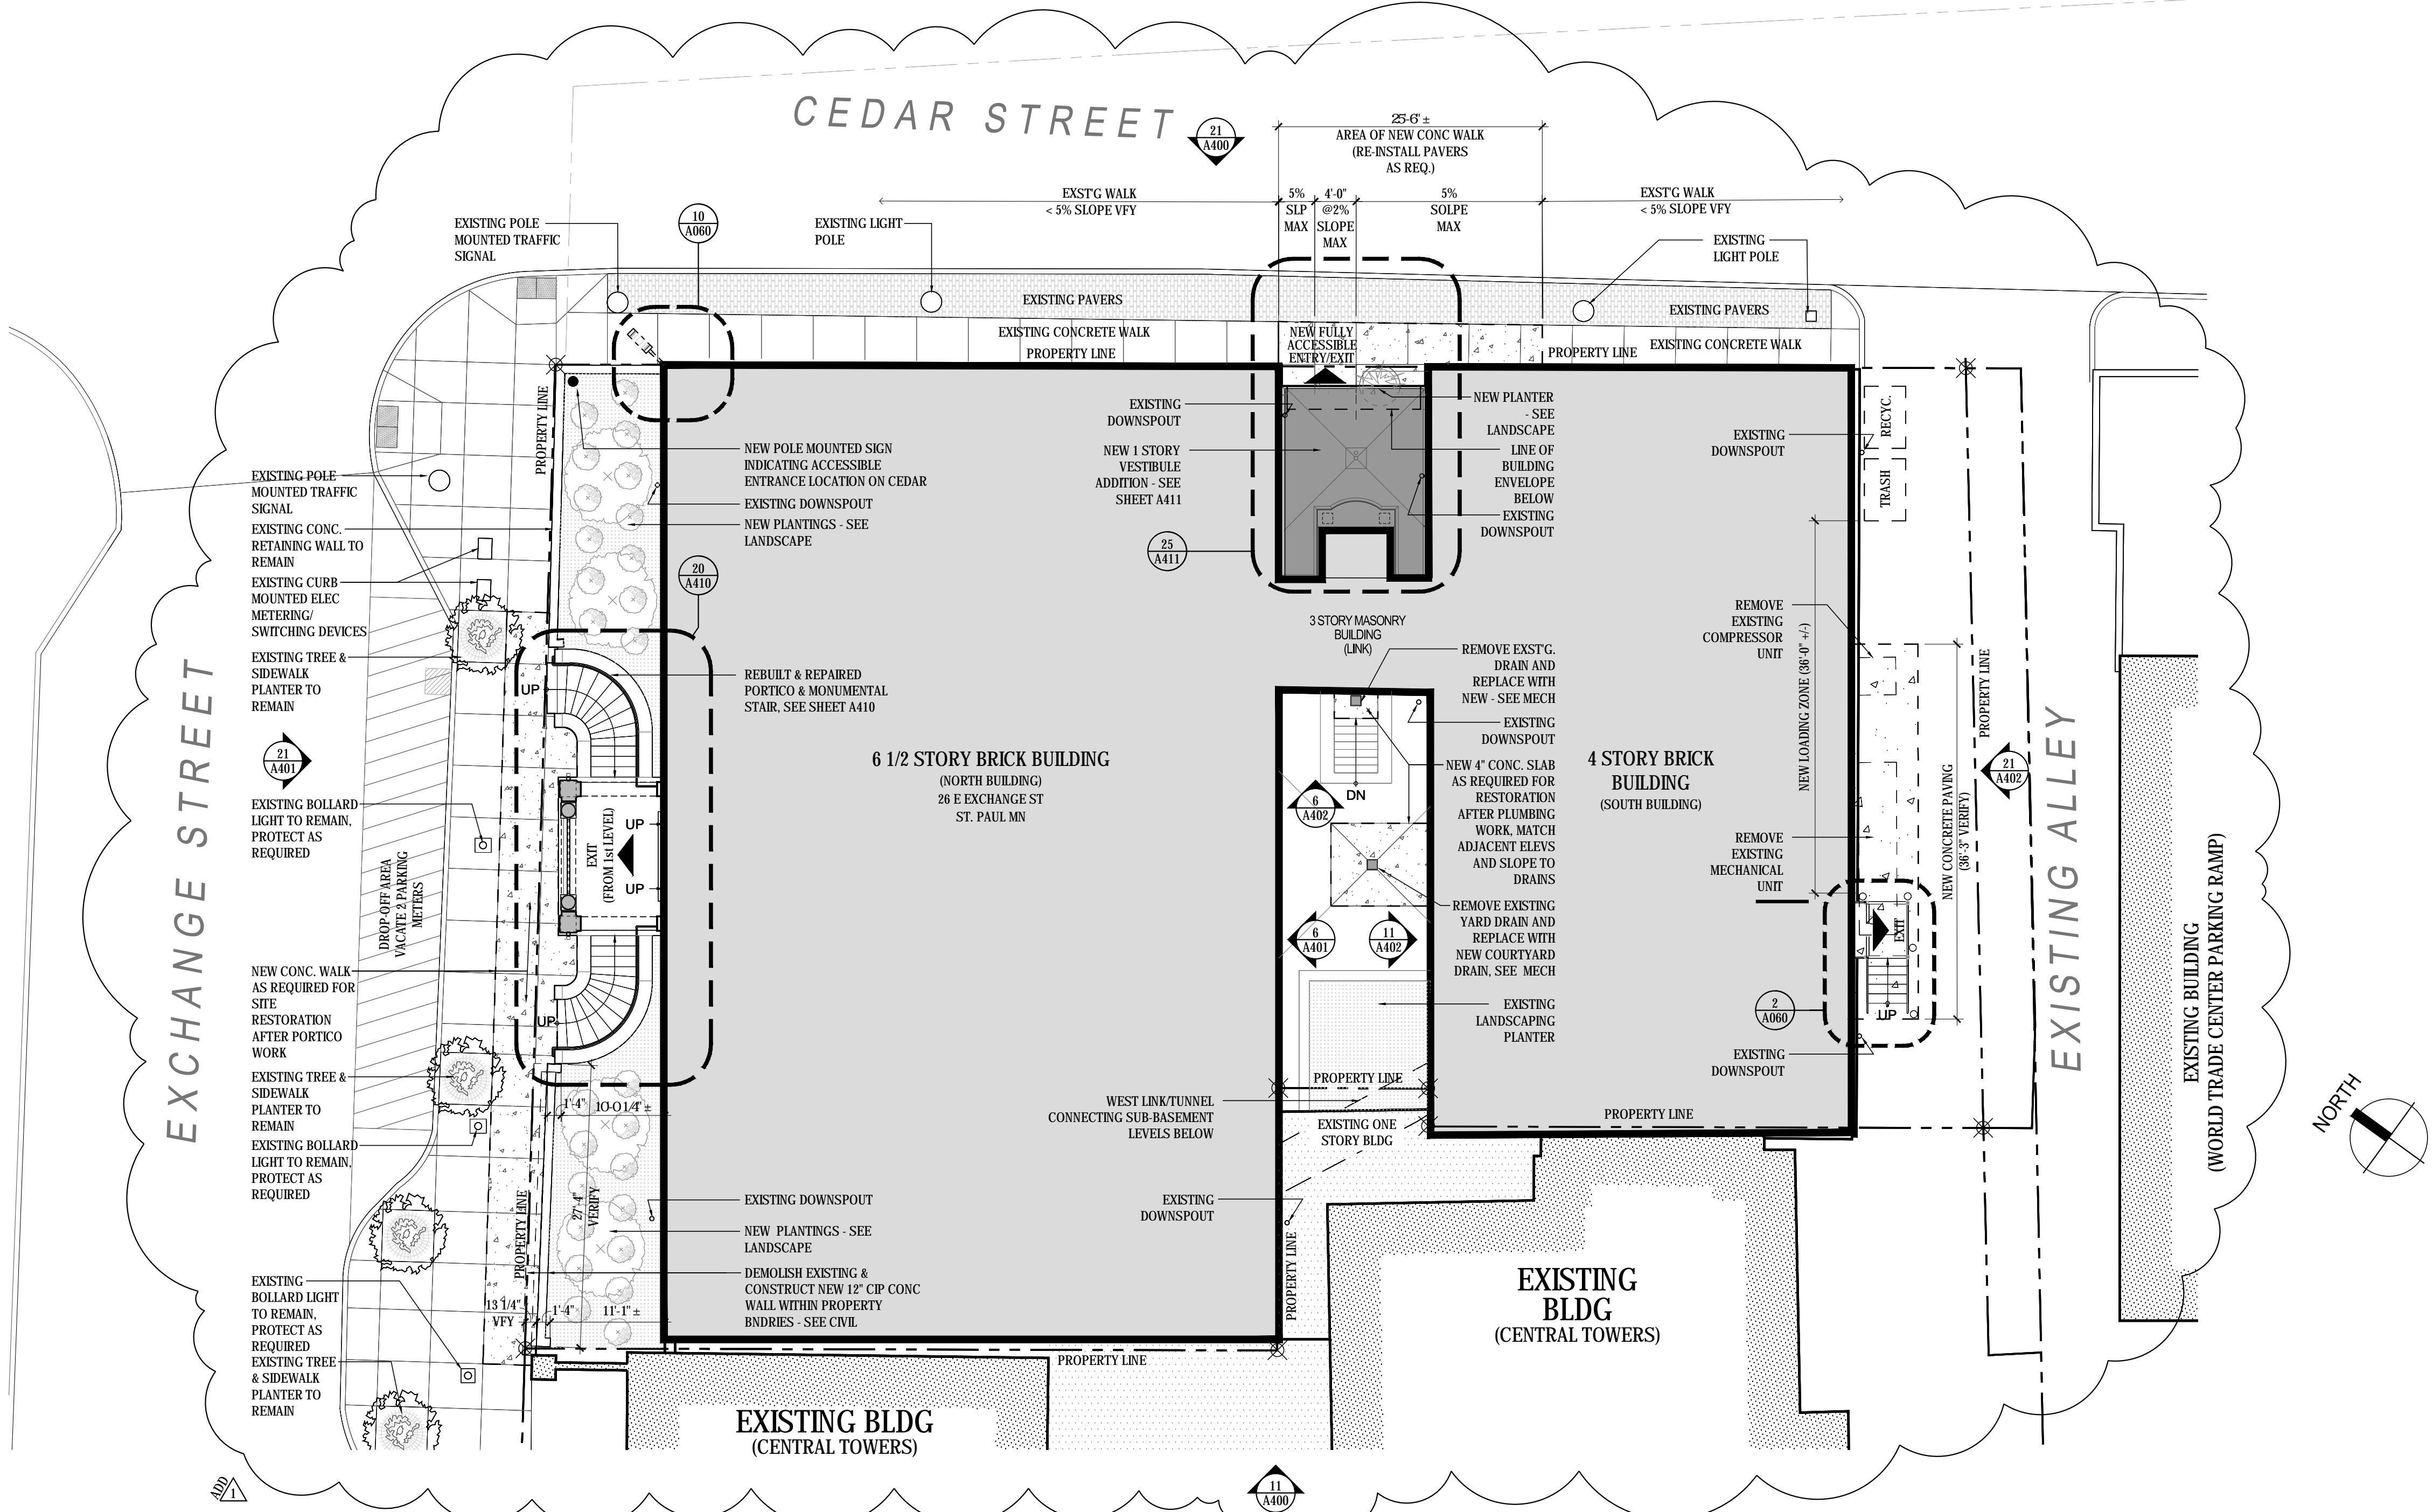 CEDAR STREET
21
A400
25'-6" ±
AREA OF NEW CONC WALK
(RE-INSTALL PAVERS
AS REQ.)
EXST'G WALK
< 5% SLOPE VFY
5%
SLP
MAX
4'-0"
@2%
SLOPE
MAX
5%
SOLPE
MAX
EXST'G WALK
< 5% SLOPE VFY
EXISTING POLE
MOUNTED TRAFFIC
SIGNAL
10
A060
EXISTING LIGHT
POLE
EXISTING
LIGHT POLE
EXISTING PAVERS
EXISTING PAVERS
EXISTING CONCRETE WALK
PROPERTY LINE
NEW FULLY
ACCESSIBLE
ENTRY/EXIT
PROPERTY LINE
EXISTING CONCRETE WALK
PROPERTY LINE
EXISTING POLE
MOUNTED TRAFFIC
SIGNAL
EXISTING CONC.
RETAINING WALL TO
REMAIN
EXISTING CURB
MOUNTED ELEC
METERING/
SWITCHING DEVICES
EXISTING TREE &
SIDEWALK
PLANTER TO
REMAIN
21
A401
EXISTING BOLLARD
LIGHT TO REMAIN,
PROTECT AS
REQUIRED
NEW CONC. WALK
AS REQUIRED FOR
SITE
RESTORATION
AFTER PORTICO
WORK
EXISTING TREE &
SIDEWALK
PLANTER TO
REMAIN
EXISTING BOLLARD
LIGHT TO REMAIN,
PROTECT AS
REQUIRED
EXISTING
BOLLARD LIGHT
TO REMAIN,
PROTECT AS
REQUIRED
EXISTING TREE
& SIDEWALK
PLANTER TO
REMAIN
EXCHANGE STREET
DROP-OFF AREA
VACATE 2 PARKING
METERS
NEW POLE MOUNTED SIGN
INDICATING ACCESSIBLE
ENTRANCE LOCATION ON CEDAR
EXISTING DOWNSPOUT
NEW PLANTINGS - SEE
LANDSCAPE
20
A410
UP
REBUILT & REPAIRED
PORTICO & MONUMENTAL
STAIR, SEE SHEET A410
EXIT
(FROM 1st LEVEL)
UP
UP
UP
1'-4"
10-0 1/4" ±
27'-4"
VERIFY
PROPERTY LINE
13 1/4"
VFY
1'-4"
11'-1" ±
EXISTING DOWNSPOUT
NEW PLANTINGS - SEE
LANDSCAPE
DEMOLISH EXISTING &
CONSTRUCT NEW 12" CIP CONC
WALL WITHIN PROPERTY
BNDRIES - SEE CIVIL
6 1/2 STORY BRICK BUILDING
(NORTH BUILDING)
26 E EXCHANGE ST
ST. PAUL MN
EXISTING
DOWNSPOUT
NEW 1 STORY
VESTIBULE
ADDITION - SEE
SHEET A411
25
A411
NEW PLANTER
- SEE
LANDSCAPE
LINE OF
BUILDING
ENVELOPE
BELOW
EXISTING
DOWNSPOUT
3 STORY MASONRY
BUILDING
(LINK)
REMOVE EXST'G.
DRAIN AND
REPLACE WITH
NEW - SEE MECH
EXISTING
DOWNSPOUT
NEW 4" CONC. SLAB
AS REQUIRED FOR
RESTORATION
AFTER PLUMBING
WORK, MATCH
ADJACENT ELEVS
AND SLOPE TO
DRAINS
REMOVE EXISTING
YARD DRAIN AND
REPLACE WITH
NEW COURTYARD
DRAIN, SEE MECH
EXISTING
LANDSCAPING
PLANTER
DN
6
A402
6
A401
11
A402
PROPERTY LINE
WEST LINK/TUNNEL
CONNECTING SUB-BASEMENT
LEVELS BELOW
EXISTING ONE
STORY BLDG
EXISTING
DOWNSPOUT
PROPERTY LINE
4 STORY BRICK
BUILDING
(SOUTH BUILDING)
EXISTING
DOWNSPOUT
REMOVE
EXISTING
COMPRESSOR
UNIT
REMOVE
EXISTING
MECHANICAL
UNIT
2
A060
EXISTING
DOWNSPOUT
PROPERTY LINE
NEW LOADING ZONE (36'-0" +/-)
RECYC.
TRASH
EXIT
UP
NEW CONCRETE PAVING
(36'-3" VERIFY)
PROPERTY LINE
21
A402
EXISTING ALLEY
EXISTING BUILDING
(WORLD TRADE CENTER PARKING RAMP)
NORTH
PROPERTY LINE
EXISTING BLDG
(CENTRAL TOWERS)
EXISTING
BLDG
(CENTRAL TOWERS)
11
A400
ADD
1